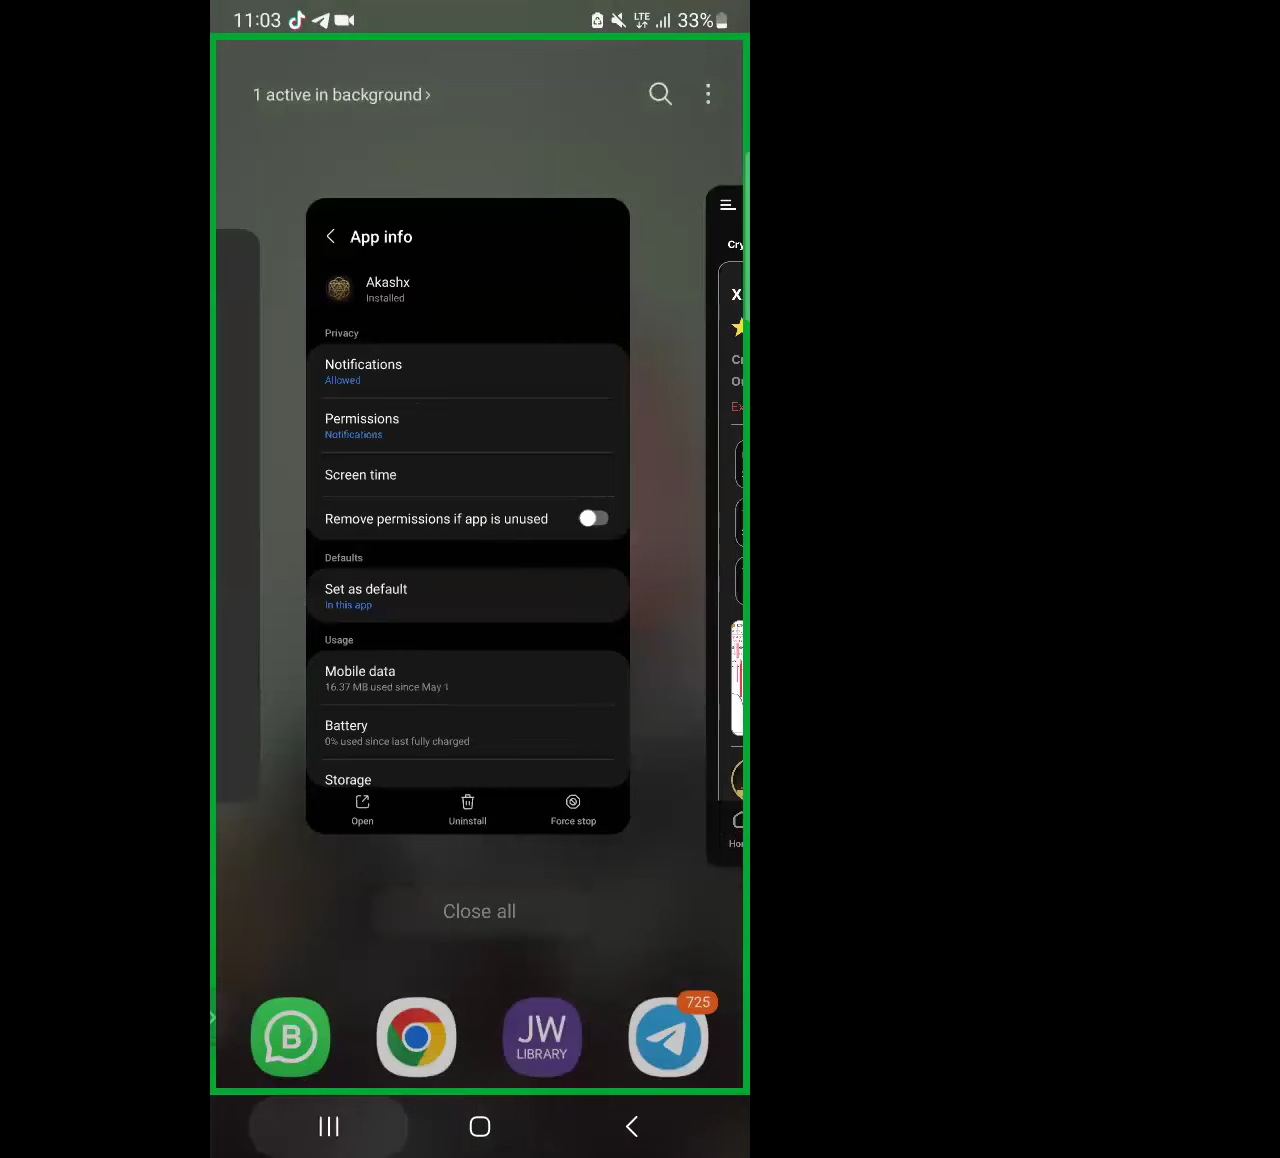 11:03
LTE
33%
1 active in background ›
App info
Akashx
Installed
Privacy
Notifications
Allowed
Permissions
Notifications
Screen time
Remove permissions if app is unused
Defaults
Set as default
In this app
Usage
Mobile data
16.37 MB used since May 1
Battery
0% used since last fully charged
Storage
Open
Uninstall
Force stop
Cry
X
Close all
B
JW
LIBRARY
725